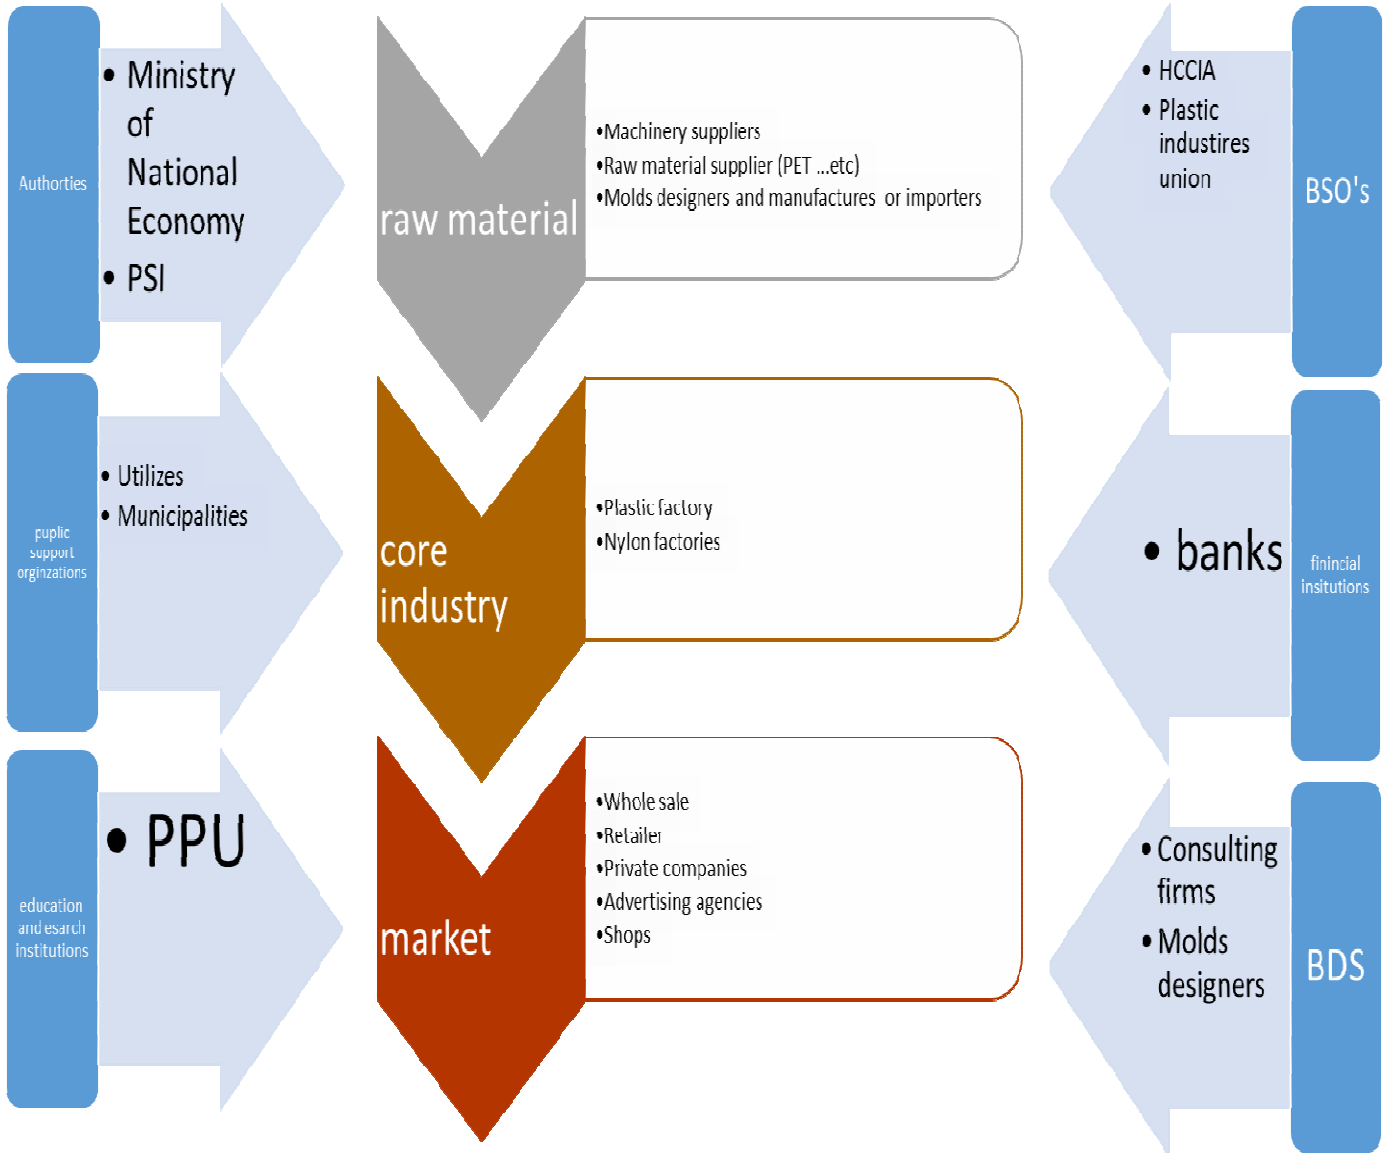 Authorties
• Ministry
of
National
Economy
• PSI
raw material
•Machinery suppliers
•Raw material supplier (PET ...etc)
•Molds designers and manufactures or importers
• HCCIA
• Plastic
industires
union
BSO's
puplic
support
orginzations
• Utilizes
• Municipalities
core
industry
•Plastic factory
•Nylon factories
• banks
finincial
insitutions
education
and esarch
institutions
• PPU
market
•Whole sale
•Retailer
•Private companies
•Advertising agencies
•Shops
• Consulting
firms
• Molds
designers
BDS